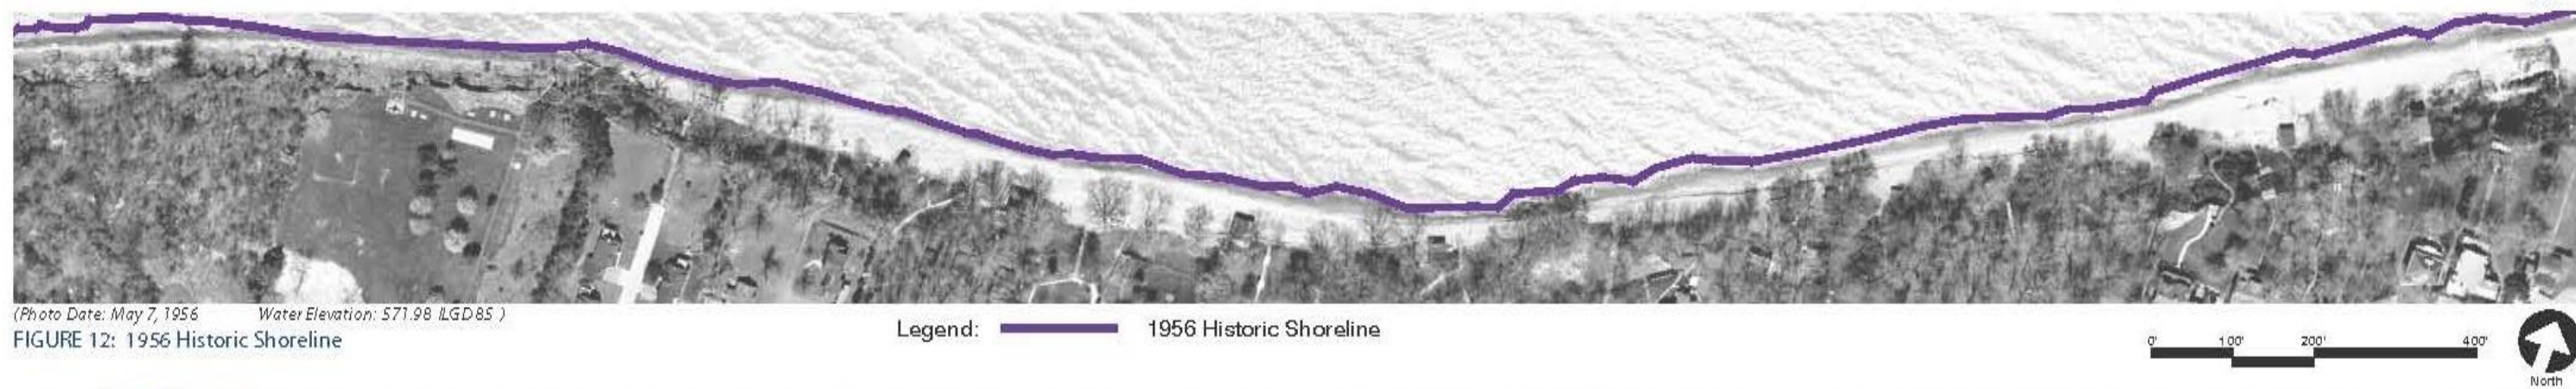 (Photo Date: May 7, 1956 Water Elevation: 571.98 ILGD85 )
FIGURE 12: 1956 Historic Shoreline
Legend: 1956 Historic Shoreline
0' 100' 200' 400'
North